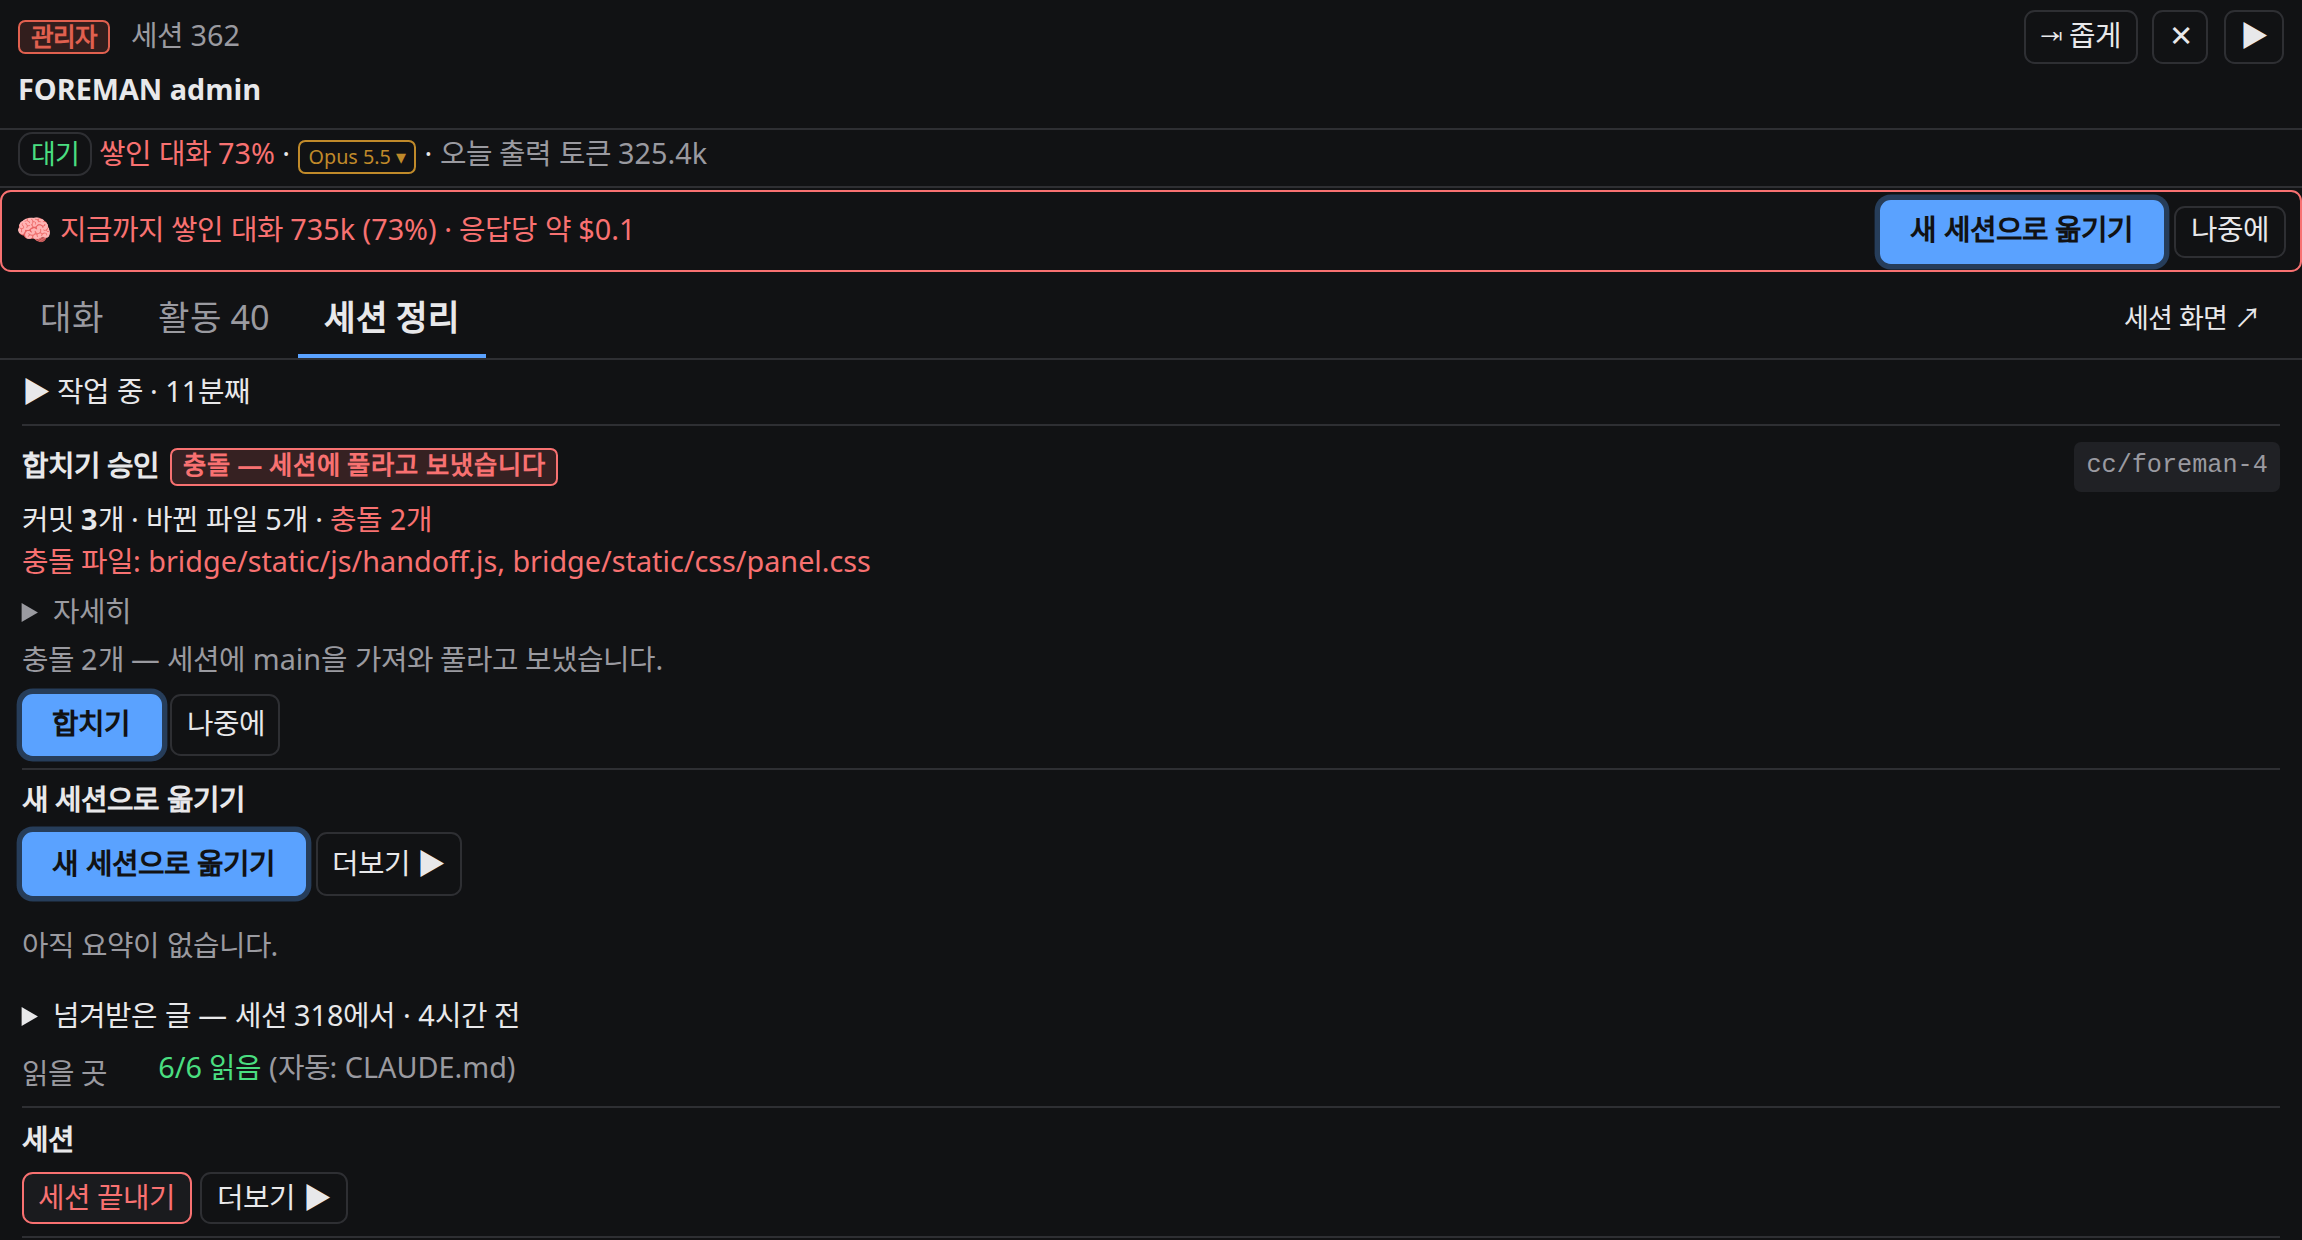 관리자 세션 362 ⇥ 좁게 ✕ ▶
FOREMAN admin
대기 쌓인 대화 73% · Opus 5.5 ▾ · 오늘 출력 토큰 325.4k
🧠 지금까지 쌓인 대화 735k (73%) · 응답당 약 $0.1 새 세션으로 옮기기 나중에
대화 활동 40 세션 정리 세션 화면 ↗
▶ 작업 중 · 11분째
합치기 승인 충돌 — 세션에 풀라고 보냈습니다 cc/foreman-4
커밋 3개 · 바뀐 파일 5개 · 충돌 2개
충돌 파일: bridge/static/js/handoff.js, bridge/static/css/panel.css
▶ 자세히
충돌 2개 — 세션에 main을 가져와 풀라고 보냈습니다.
합치기 나중에
새 세션으로 옮기기
새 세션으로 옮기기 더보기 ▶
아직 요약이 없습니다.
▶ 넘겨받은 글 — 세션 318에서 · 4시간 전
읽을 곳 6/6 읽음 (자동: CLAUDE.md)
세션
세션 끝내기 더보기 ▶